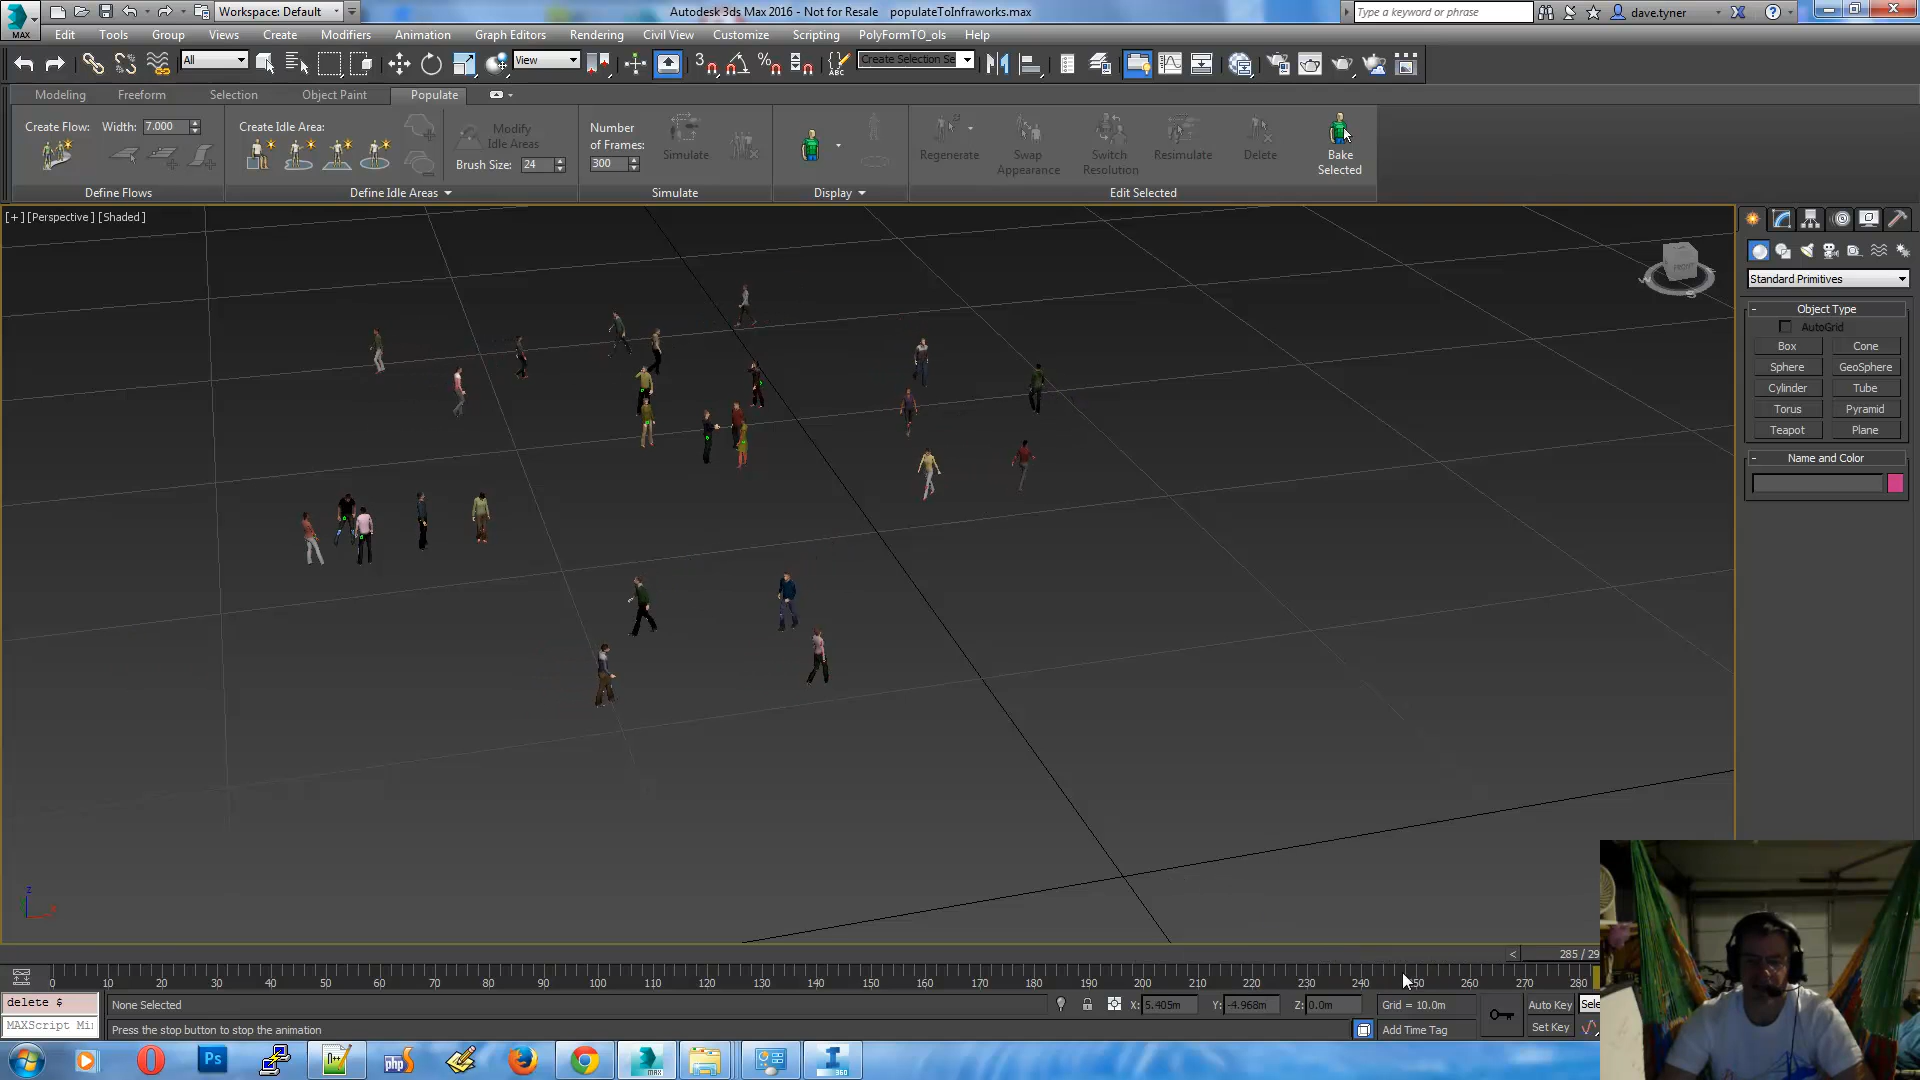 Workspace: Default
Autodesk 3ds Max 2016 - Not for Resale populateToInfraworks.max
Type a keyword or phrase
dave.tyner
MAX
Edit Tools Group Views Create Modifiers Animation Graph Editors Rendering Civil View Customize Scripting PolyFormTO_ols Help
All
View
Create Selection Se
Modeling Freeform Selection Object Paint Populate
Create Flow: Width: 7.000
Create Idle Area:
Modify
Idle Areas
Brush Size: 24
Number
of Frames:
300
Simulate
Regenerate
Swap
Appearance
Switch
Resolution
Resimulate
Delete
Bake
Selected
Define Flows
Define Idle Areas
Simulate
Display
Edit Selected
[+] [Perspective] [Shaded]
FRONT
Standard Primitives
Object Type
AutoGrid
Box Cone
Sphere GeoSphere
Cylinder Tube
Torus Pyramid
Teapot Plane
Name and Color
285 / 29
0 10 20 30 40 50 60 70 80 90 100 110 120 130 140 150 160 170 180 190 200 210 220 230 240 250 260 270 280
delete $
None Selected
X: 5.405m Y: -4.968m Z: 0.0m
Grid = 10.0m
Auto Key
Sele
MAXScript Mi
Press the stop button to stop the animation
Add Time Tag
Set Key
Ps
php
MAX
360